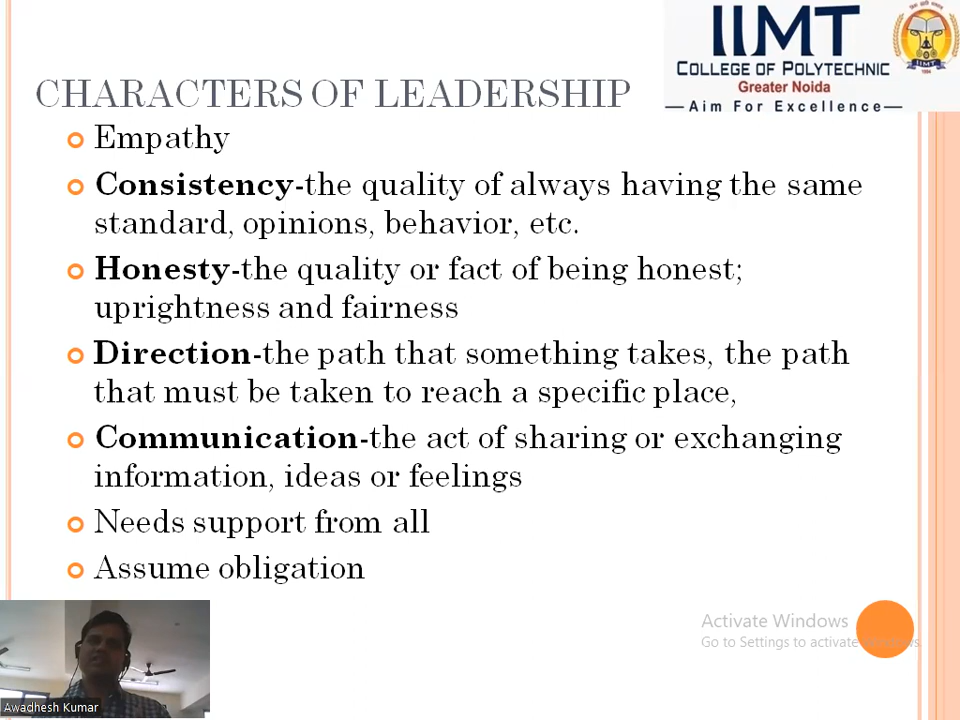 IIMT
COLLEGE OF POLYTECHNIC
Greater Noida
Aim For Excellence
IIMT
CHARACTERS OF LEADERSHIP
Empathy
Consistency-the quality of always having the same
standard, opinions, behavior, etc.
Honesty-the quality or fact of being honest;
uprightness and fairness
Direction-the path that something takes, the path
that must be taken to reach a specific place,
Communication-the act of sharing or exchanging
information, ideas or feelings
Needs support from all
Assume obligation
Activate Windows
Go to Settings to activate Windows.
Awadhesh Kumar